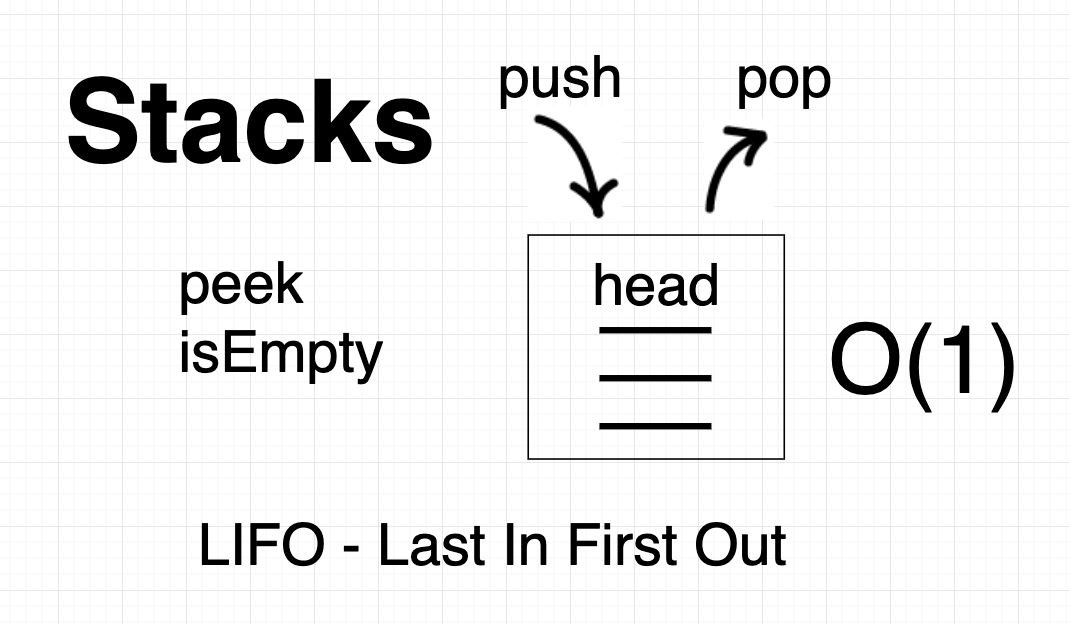 Stacks
push
pop
peek
isEmpty
head
O(1)
LIFO - Last In First Out